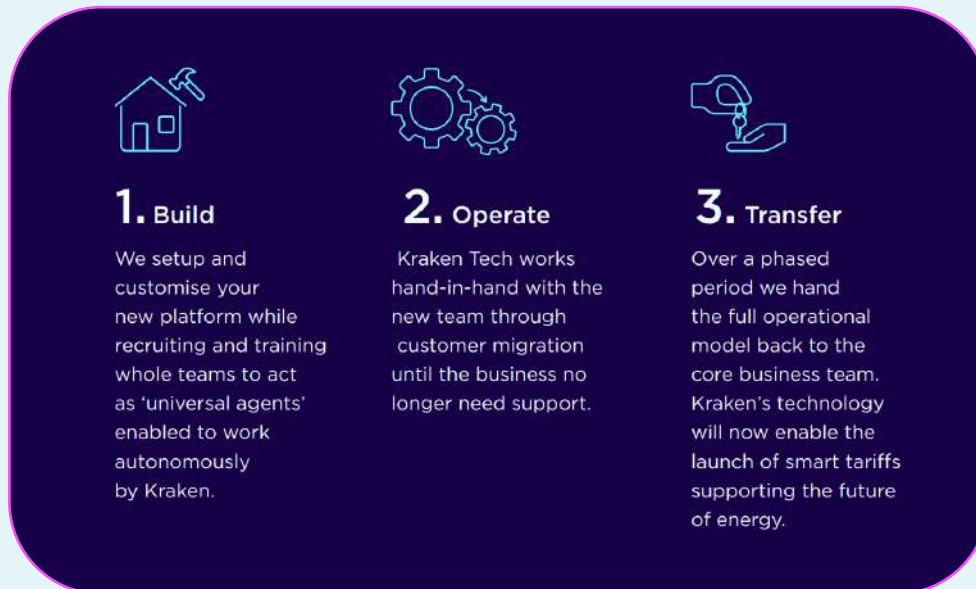 1. Build
We setup and
customise your
new platform while
recruiting and training
whole teams to act
as ‘universal agents’
enabled to work
autonomously
by Kraken.
2. Operate
Kraken Tech works
hand-in-hand with the
new team through
customer migration
until the business no
longer need support.
3. Transfer
Over a phased
period we hand
the full operational
model back to the
core business team.
Kraken’s technology
will now enable the
launch of smart tariffs
supporting the future
of energy.